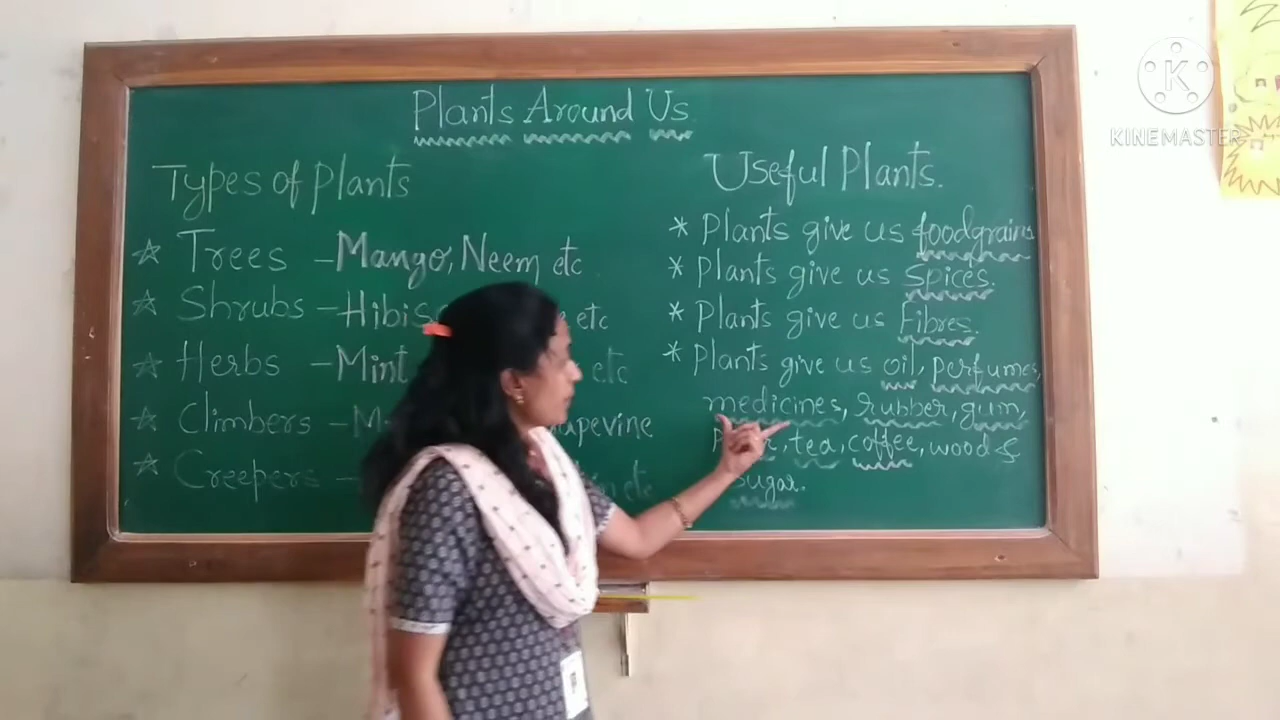 Plants Around Us
Types of Plants
☆ Trees - Mango, Neem etc
☆ Shrubs - etc
☆ Herbs - Mint etc
☆ Climbers -
☆ Creepers - etc
Useful Plants.
* Plants give us foodgrains
* Plants give us Spices.
* Plants give us Fibres.
* Plants give us oil, perfumes,
medicines, rubber, gum,
, tea, coffee, wood &
Sugar.
K
KINEMASTER